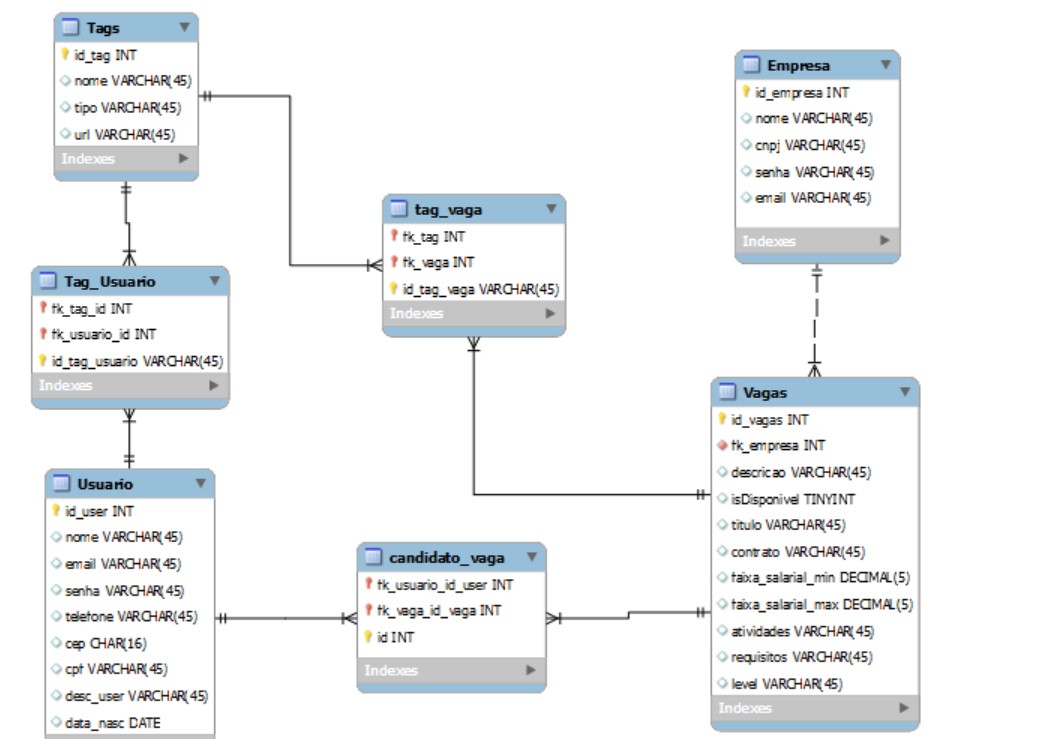 Tags
id_tag INT
nome VARCHAR(45)
tipo VARCHAR(45)
url VARCHAR(45)
Indexes
Empresa
id_empresa INT
nome VARCHAR(45)
cnpj VARCHAR(45)
senha VARCHAR(45)
email VARCHAR(45)
Indexes
tag_vaga
fk_tag INT
fk_vaga INT
id_tag_vaga VARCHAR(45)
Indexes
Tag_Usuario
fk_tag_id INT
fk_usuario_id INT
id_tag_usuario VARCHAR(45)
Indexes
Vagas
id_vagas INT
fk_empresa INT
descricao VARCHAR(45)
isDisponivel TINYINT
titulo VARCHAR(45)
contrato VARCHAR(45)
faixa_salarial_min DECIMAL(5)
faixa_salarial_max DECIMAL(5)
atividades VARCHAR(45)
requisitos VARCHAR(45)
level VARCHAR(45)
Indexes
Usuario
id_user INT
nome VARCHAR(45)
email VARCHAR(45)
senha VARCHAR(45)
telefone VARCHAR(45)
cep CHAR(16)
cpf VARCHAR(45)
desc_user VARCHAR(45)
data_nasc DATE
candidato_vaga
fk_usuario_id_user INT
fk_vaga_id_vaga INT
id INT
Indexes